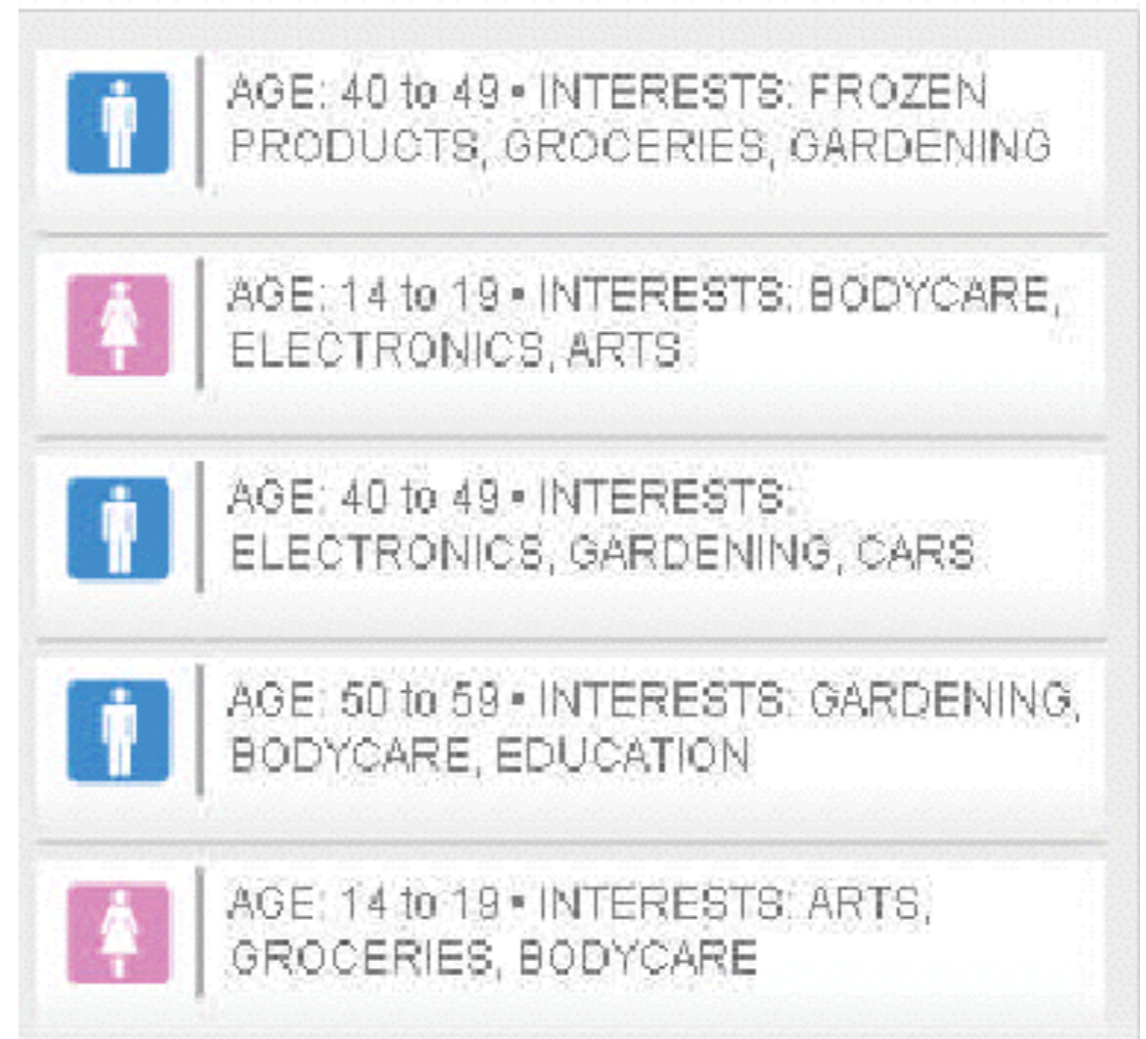 AGE: 40 to 49 • INTERESTS: FROZEN
PRODUCTS, GROCERIES, GARDENING
AGE: 14 to 19 • INTERESTS: BODYCARE,
ELECTRONICS, ARTS
AGE: 40 to 49 • INTERESTS:
ELECTRONICS, GARDENING, CARS
AGE: 50 to 59 • INTERESTS: GARDENING,
BODYCARE, EDUCATION
AGE: 14 to 19 • INTERESTS: ARTS,
GROCERIES, BODYCARE